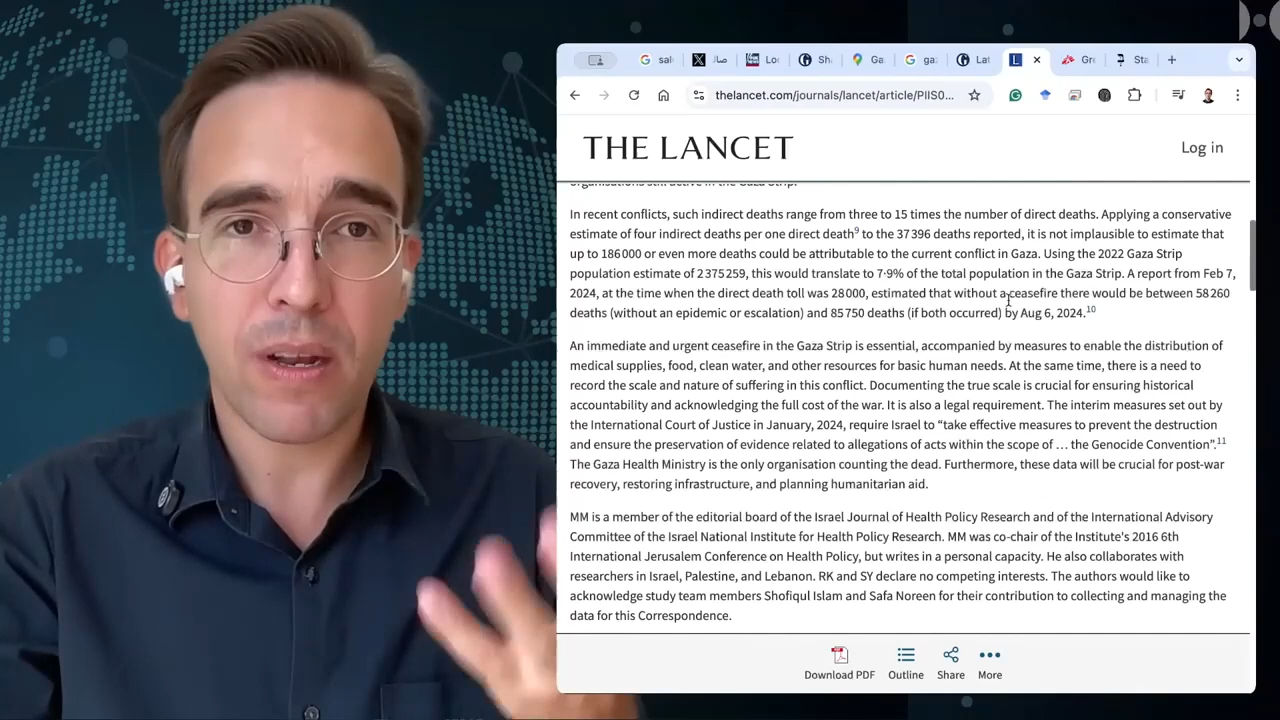 sal
صال
Loc
Sh
Ga
ga
Lat
L
Gr
Sta
thelancet.com/journals/lancet/article/PIIS0...
THE LANCET
Log in
organisations still active in the Gaza Strip.
In recent conflicts, such indirect deaths range from three to 15 times the number of direct deaths. Applying a conservative
estimate of four indirect deaths per one direct death9 to the 37 396 deaths reported, it is not implausible to estimate that
up to 186 000 or even more deaths could be attributable to the current conflict in Gaza. Using the 2022 Gaza Strip
population estimate of 2 375 259, this would translate to 7·9% of the total population in the Gaza Strip. A report from Feb 7,
2024, at the time when the direct death toll was 28 000, estimated that without a ceasefire there would be between 58 260
deaths (without an epidemic or escalation) and 85 750 deaths (if both occurred) by Aug 6, 2024.10
An immediate and urgent ceasefire in the Gaza Strip is essential, accompanied by measures to enable the distribution of
medical supplies, food, clean water, and other resources for basic human needs. At the same time, there is a need to
record the scale and nature of suffering in this conflict. Documenting the true scale is crucial for ensuring historical
accountability and acknowledging the full cost of the war. It is also a legal requirement. The interim measures set out by
the International Court of Justice in January, 2024, require Israel to “take effective measures to prevent the destruction
and ensure the preservation of evidence related to allegations of acts within the scope of … the Genocide Convention”.11
The Gaza Health Ministry is the only organisation counting the dead. Furthermore, these data will be crucial for post-war
recovery, restoring infrastructure, and planning humanitarian aid.
MM is a member of the editorial board of the Israel Journal of Health Policy Research and of the International Advisory
Committee of the Israel National Institute for Health Policy Research. MM was co-chair of the Institute's 2016 6th
International Jerusalem Conference on Health Policy, but writes in a personal capacity. He also collaborates with
researchers in Israel, Palestine, and Lebanon. RK and SY declare no competing interests. The authors would like to
acknowledge study team members Shofiqul Islam and Safa Noreen for their contribution to collecting and managing the
data for this Correspondence.
Download PDF
Outline
Share
More